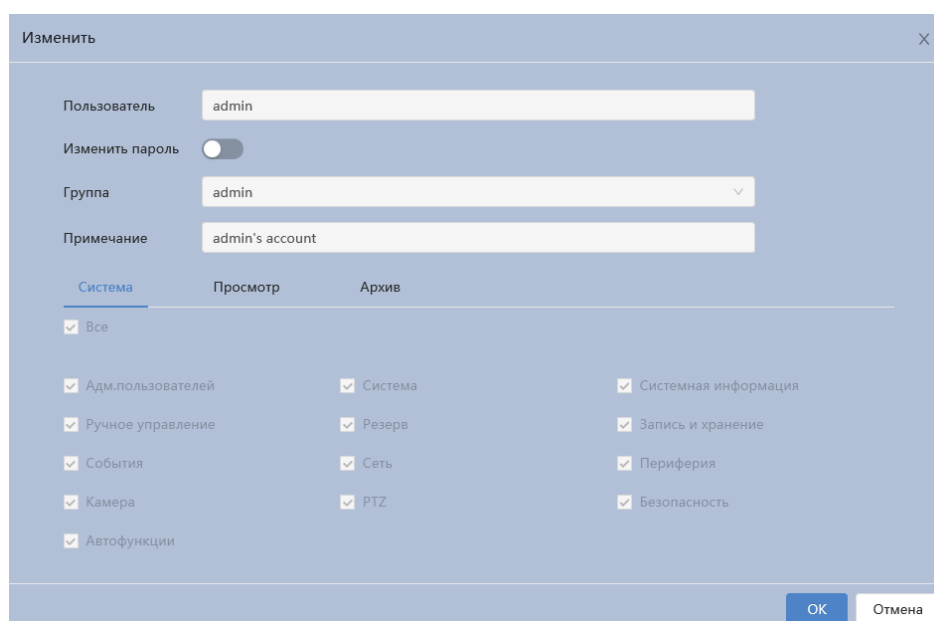 Изменить
Пользователь admin
Изменить пароль
Группа admin
Примечание admin's account
Система Просмотр Архив
Все
Адм.пользователей Система Системная информация
Ручное управление Резерв Запись и хранение
События Сеть Периферия
Камера PTZ Безопасность
Автофункции
OK Отмена